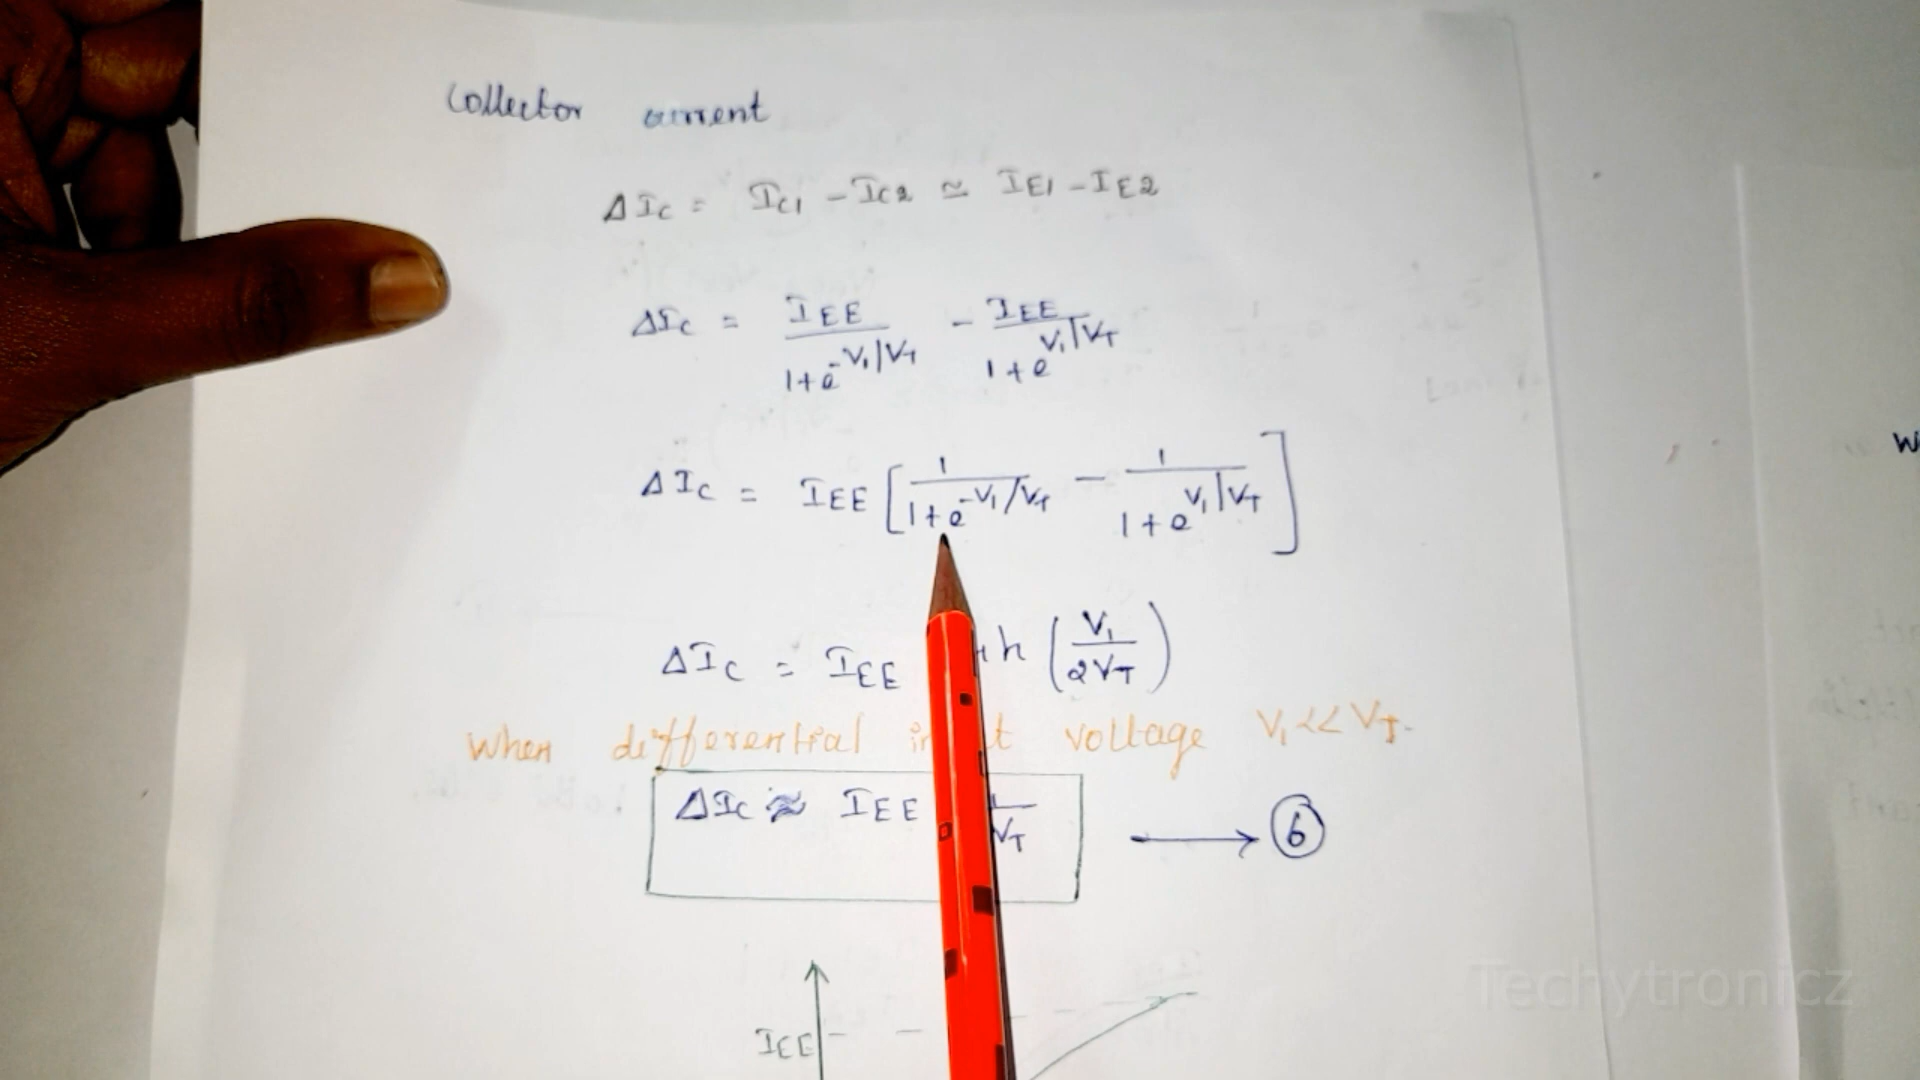 Collector current
ΔIC = IC1 - IC2 ≃ IE1 - IE2
ΔIC = IEE / (1+e^-V1/VT) - IEE / (1+e^V1/VT)
ΔIC = IEE [ 1 / (1+e^-V1/VT) - 1 / (1+e^V1/VT) ]
ΔIC = IEE h (V1 / 2VT)
When differential voltage V1 << VT.
ΔIC ≈ IEE VT → 6
IEE
Techytronicz